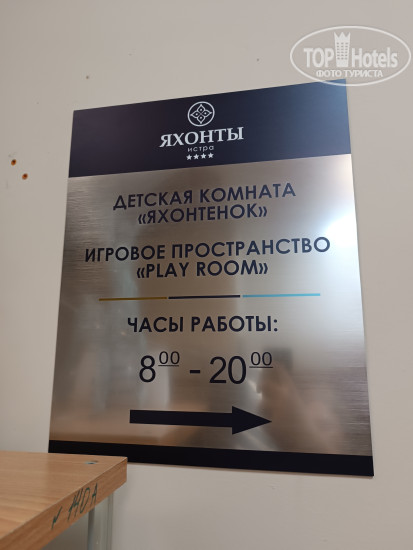 TOP Hotels
ФОТО ТУРИСТА
ЯХОНТЫ
истра
★★★★
ДЕТСКАЯ КОМНАТА
«ЯХОНТЕНОК»
ИГРОВОЕ ПРОСТРАНСТВО
«PLAY ROOM»
ЧАСЫ РАБОТЫ:
8⁰⁰ - 20⁰⁰